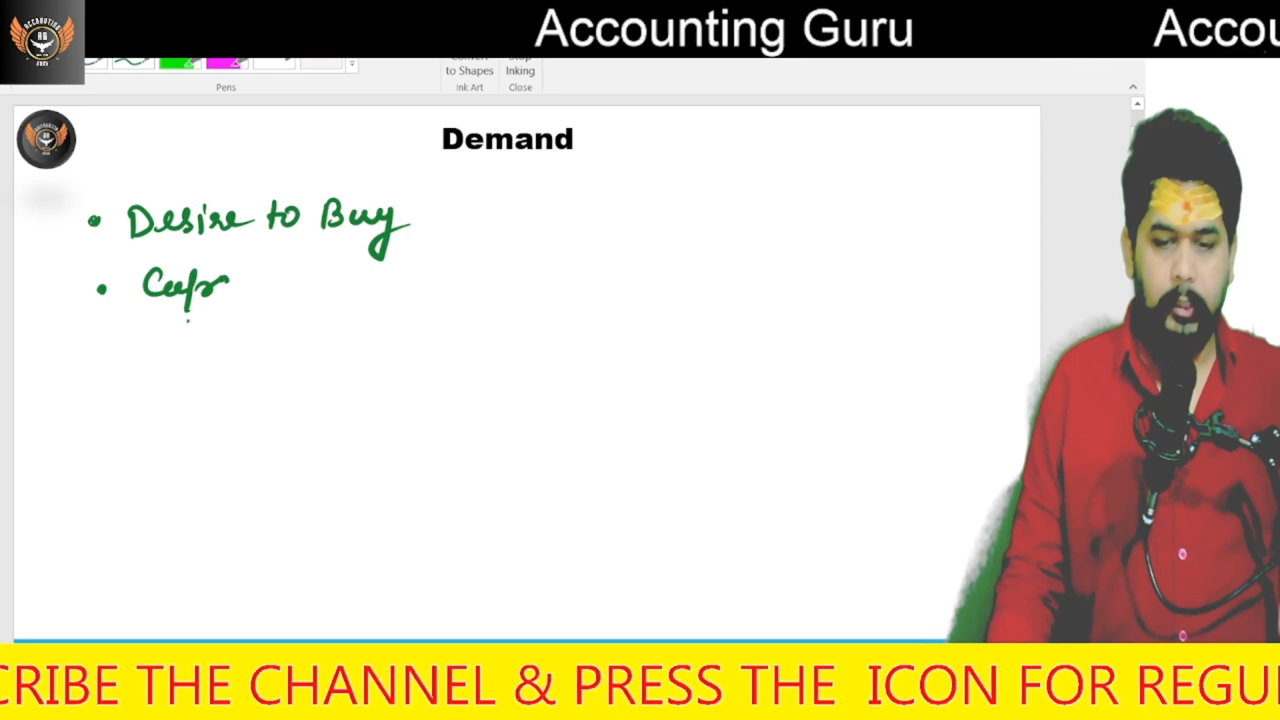 Accounting Guru Accou
to Shapes Inking
Pens Ink Art Close
Demand
• Desire to Buy
• Cap
CRIBE THE CHANNEL & PRESS THE ICON FOR REGU